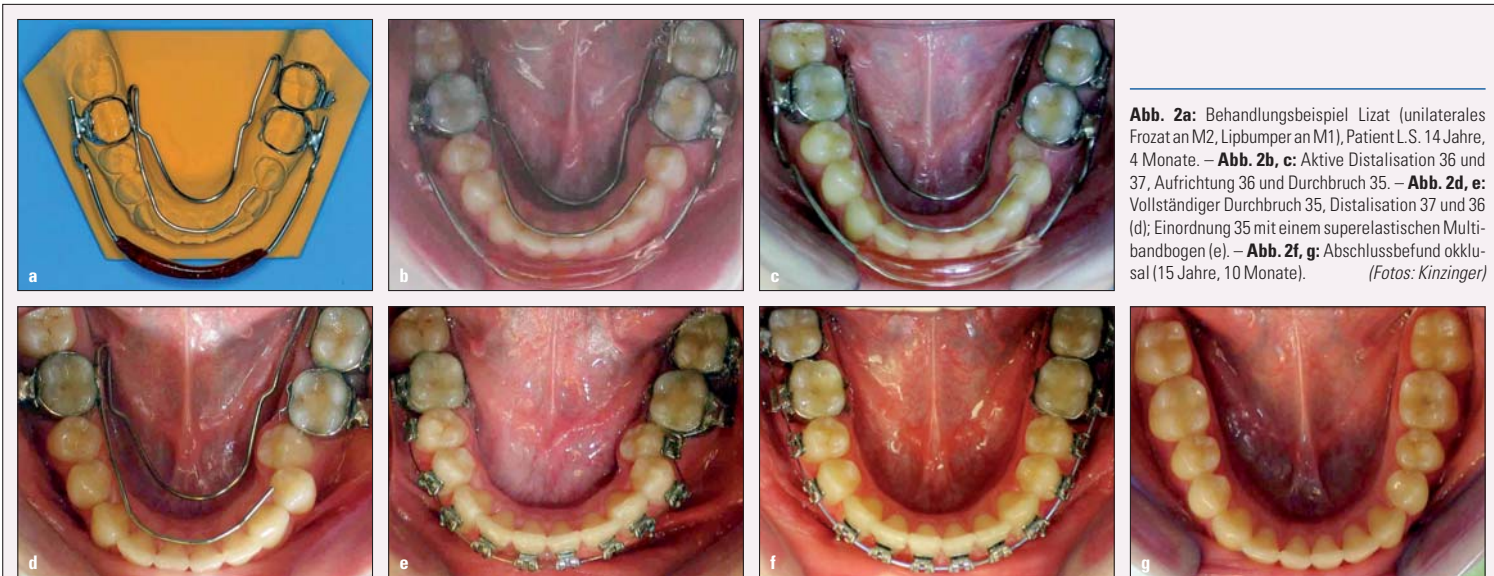 a
b
c
Abb. 2a: Behandlungsbeispiel Lizat (unilaterales
Frozat an M2, Lipbumper an M1), Patient L.S. 14 Jahre,
4 Monate. – Abb. 2b, c: Aktive Distalisation 36 und
37, Aufrichtung 36 und Durchbruch 35. – Abb. 2d, e:
Vollständiger Durchbruch 35, Distalisation 37 und 36
(d); Einordnung 35 mit einem superelastischen Multi-
bandbogen (e). – Abb. 2f, g: Abschlussbefund okklu-
sal (15 Jahre, 10 Monate). (Fotos: Kinzinger)
d
e
f
g